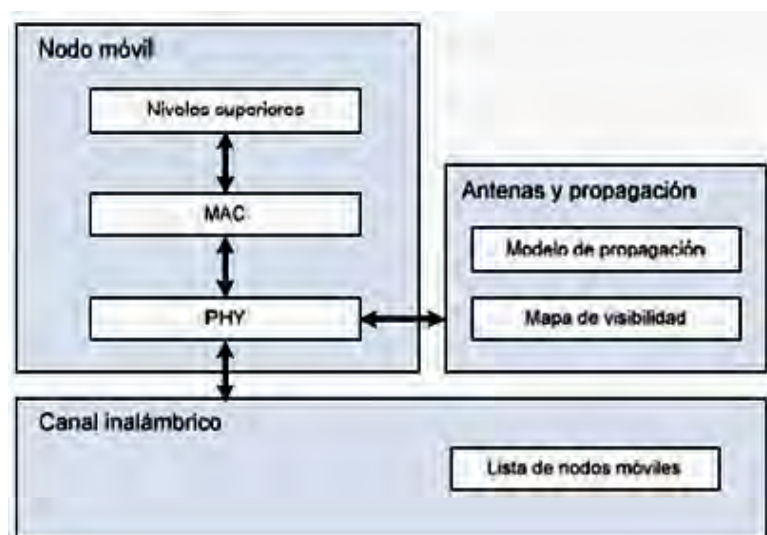 Nodo móvil
Niveles superiores
MAC
PHY
Antenas y propagación
Modelo de propagación
Mapa de visibilidad
Canal inalámbrico
Lista de nodos móviles